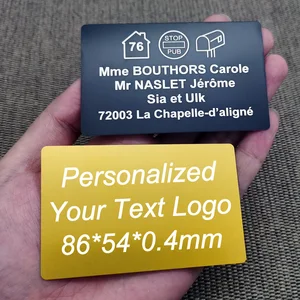 76
STOP
PUB
Mme BOUTHORS Carole
Mr NASLET Jérôme
Sia et Ulk
72003 La Chapelle-d'aligné
Personalized
Your Text Logo
86*54*0.4mm